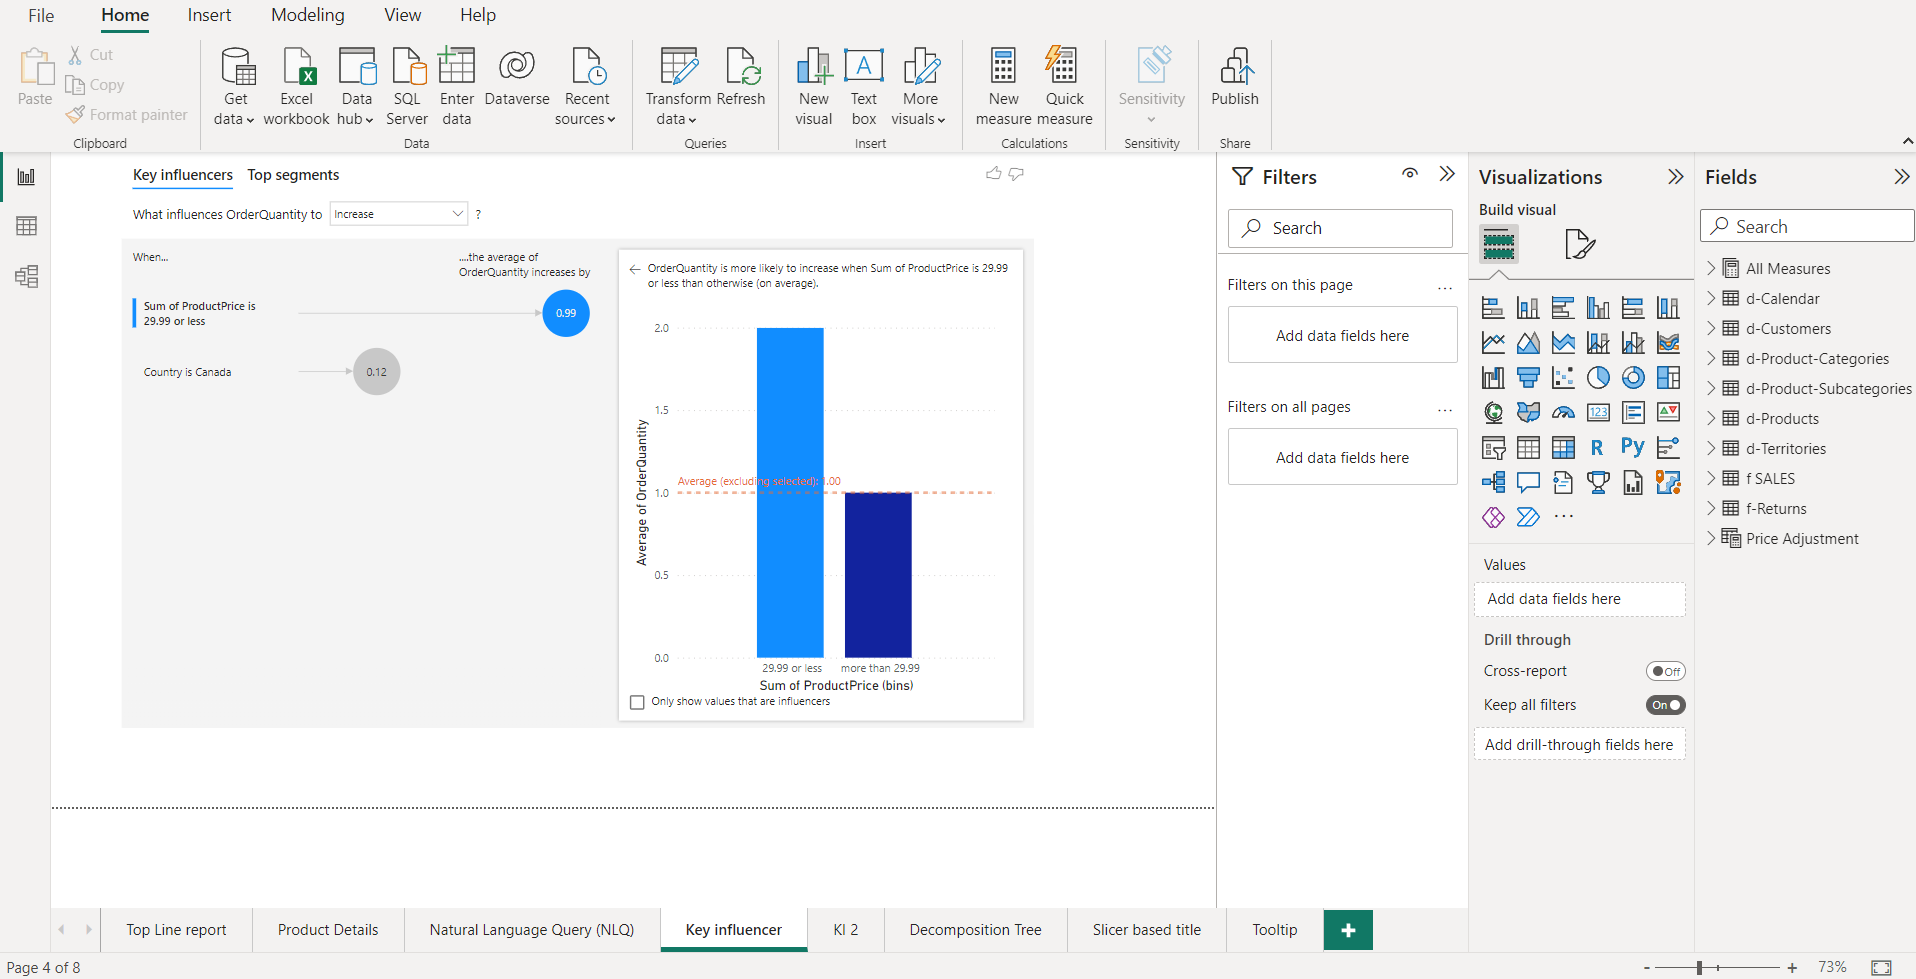 File
Home
Insert
Modeling
View
Help
Paste
Cut
Copy
Format painter
Clipboard
Get
data
Excel
workbook
Data
hub
SQL
Server
Enter
data
Dataverse
Recent
sources
Data
Transform
data
Refresh
Queries
New
visual
A
Text
box
More
visuals
Insert
New
measure
Quick
measure
Calculations
Sensitivity
Sensitivity
Publish
Share
Key influencers
Top segments
What influences OrderQuantity to
Increase
?
When...
....the average of
OrderQuantity increases by
Sum of ProductPrice is
29.99 or less
0.99
Country is Canada
0.12
OrderQuantity is more likely to increase when Sum of ProductPrice is 29.99
or less than otherwise (on average).
2.0
1.5
1.0
0.5
0.0
Average of OrderQuantity
Average (excluding selected): 1.00
29.99 or less
more than 29.99
Sum of ProductPrice (bins)
Only show values that are influencers
Filters
Search
Filters on this page
...
Add data fields here
Filters on all pages
...
Add data fields here
Visualizations
Build visual
123
R
Py
...
Values
Add data fields here
Drill through
Cross-report
Off
Keep all filters
On
Add drill-through fields here
Fields
Search
All Measures
d-Calendar
d-Customers
d-Product-Categories
d-Product-Subcategories
d-Products
d-Territories
f SALES
f-Returns
Price Adjustment
Top Line report
Product Details
Natural Language Query (NLQ)
Key influencer
KI 2
Decomposition Tree
Slicer based title
Tooltip
+
Page 4 of 8
-
+
73%